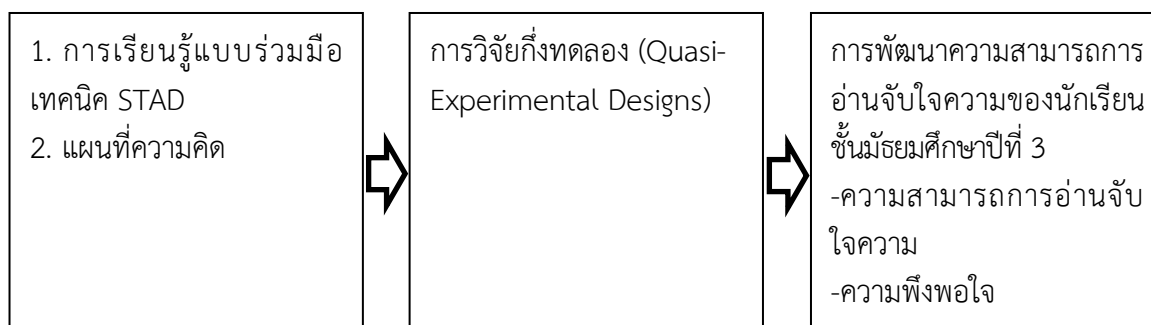 1. การเรียนรู้แบบร่วมมือ
เทคนิค STAD
2. แผนที่ความคิด
การวิจัยกึ่งทดลอง (Quasi-
Experimental Designs)
การพัฒนาความสามารถการ
อ่านจับใจความของนักเรียน
ชั้นมัธยมศึกษาปีที่ 3
-ความสามารถการอ่านจับ
ใจความ
-ความพึงพอใจ